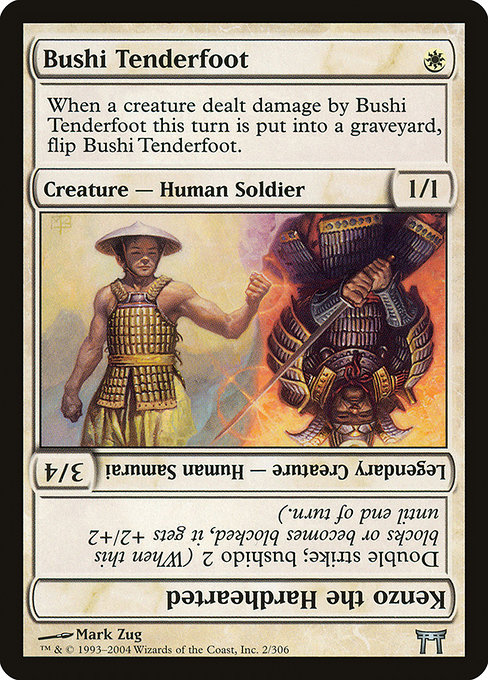 Bushi Tenderfoot
When a creature dealt damage by Bushi
Tenderfoot this turn is put into a graveyard,
flip Bushi Tenderfoot.
Creature — Human Soldier
1/1
Kenzo the Hardhearted
Double strike; bushido 2 (When this
blocks or becomes blocked, it gets +2/+2
until end of turn.)
Legendary Creature — Human Samurai
3/4
Mark Zug
™ & © 1993–2004 Wizards of the Coast, Inc. 2/306